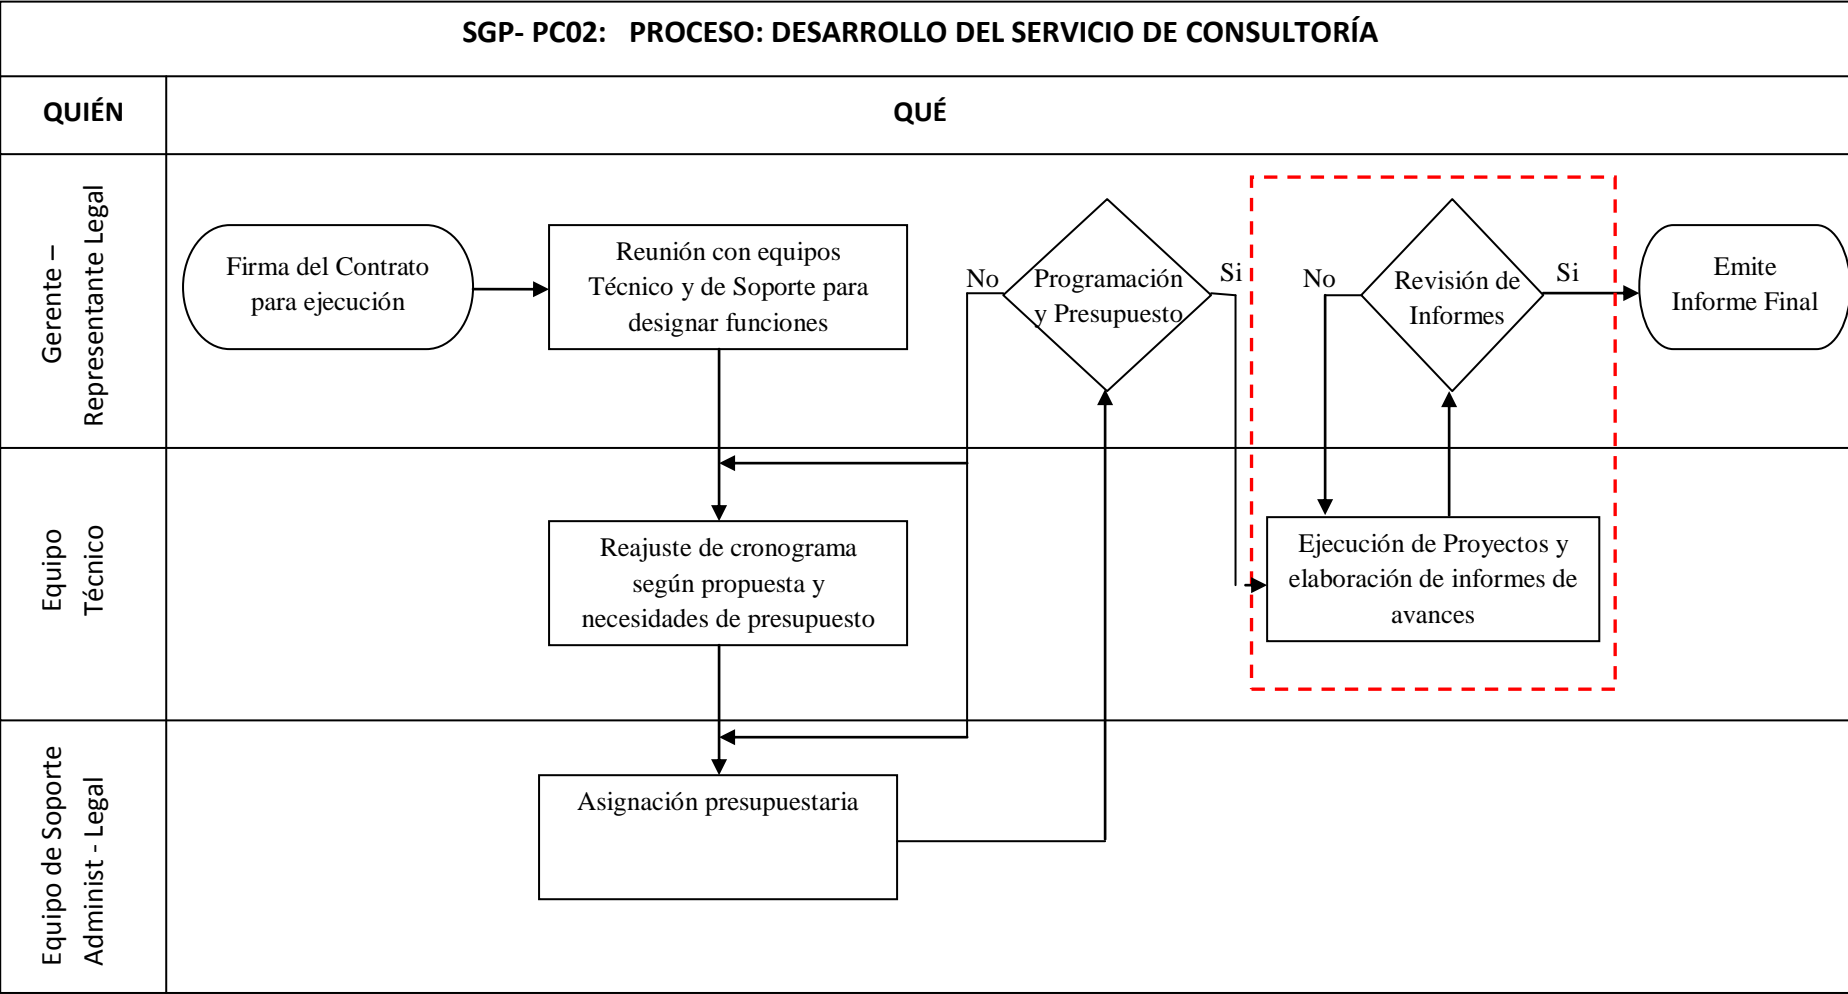 SGP- PC02: PROCESO: DESARROLLO DEL SERVICIO DE CONSULTORÍA
QUIÉN
QUÉ
Gerente –
Representante Legal
Firma del Contrato
para ejecución
Reunión con equipos
Técnico y de Soporte para
designar funciones
No
Programación
y Presupuesto
Si
No
Revisión de
Informes
Si
Emite
Informe Final
Equipo
Técnico
Reajuste de cronograma
según propuesta y
necesidades de presupuesto
Ejecución de Proyectos y
elaboración de informes de
avances
Equipo de Soporte
Administ - Legal
Asignación presupuestaria